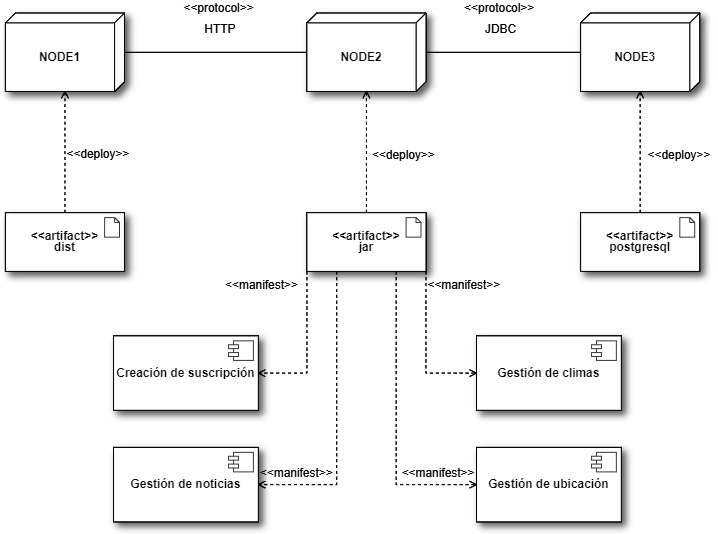 <<protocol>>
HTTP
<<protocol>>
JDBC
NODE1
NODE2
NODE3
<<deploy>>
<<deploy>>
<<deploy>>
<<artifact>>
dist
<<artifact>>
jar
<<artifact>>
postgresql
<<manifest>>
<<manifest>>
Creación de suscripción
Gestión de climas
<<manifest>>
<<manifest>>
Gestión de noticias
Gestión de ubicación